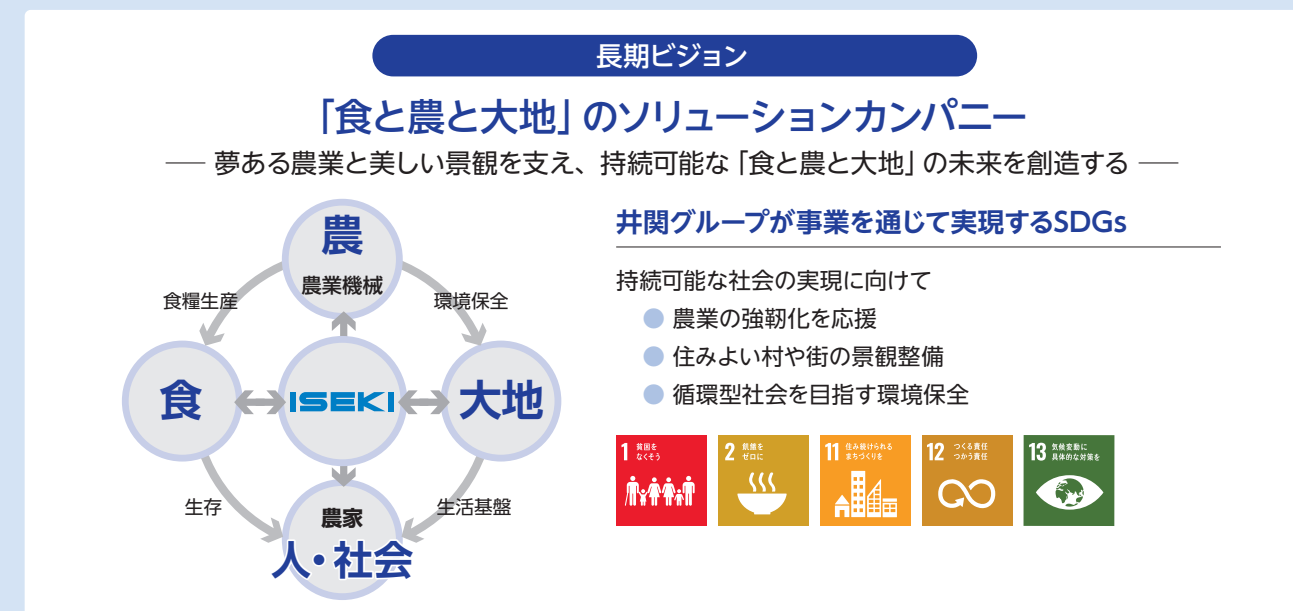 長期ビジョン
「食と農と大地」のソリューションカンパニー
── 夢ある農業と美しい景観を支え、持続可能な「食と農と大地」の未来を創造する ──
農
農業機械
食糧生産
環境保全
食
ISEKI
大地
生存
生活基盤
農家
人・社会
井関グループが事業を通じて実現するSDGs
持続可能な社会の実現に向けて
● 農業の強靭化を応援
● 住みよい村や街の景観整備
● 循環型社会を目指す環境保全
1 貧困を
なくそう
2 飢餓を
ゼロに
11 住み続けられる
まちづくりを
12 つくる責任
つかう責任
13 気候変動に
具体的な対策を